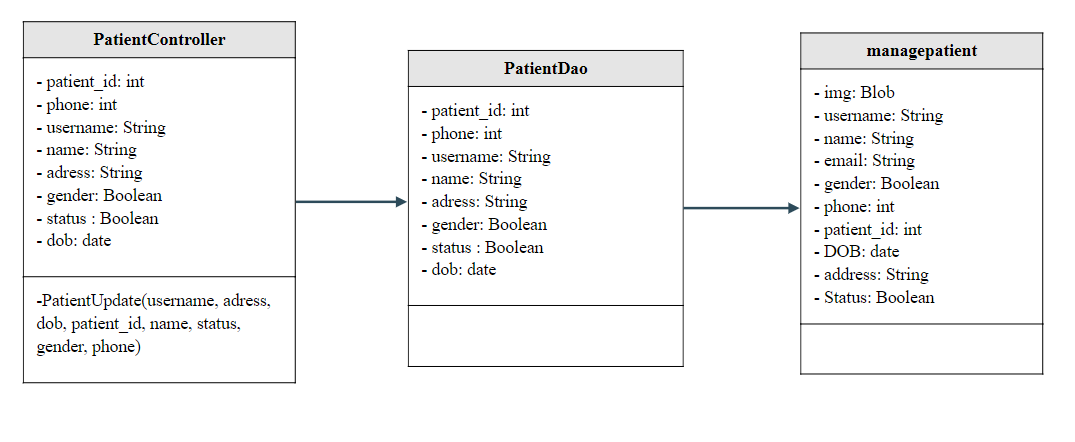 PatientController
- patient_id: int
- phone: int
- username: String
- name: String
- adress: String
- gender: Boolean
- status : Boolean
- dob: date
-PatientUpdate(username, adress,
dob, patient_id, name, status,
gender, phone)
PatientDao
- patient_id: int
- phone: int
- username: String
- name: String
- adress: String
- gender: Boolean
- status : Boolean
- dob: date
managepatient
- img: Blob
- username: String
- name: String
- email: String
- gender: Boolean
- phone: int
- patient_id: int
- DOB: date
- address: String
- Status: Boolean